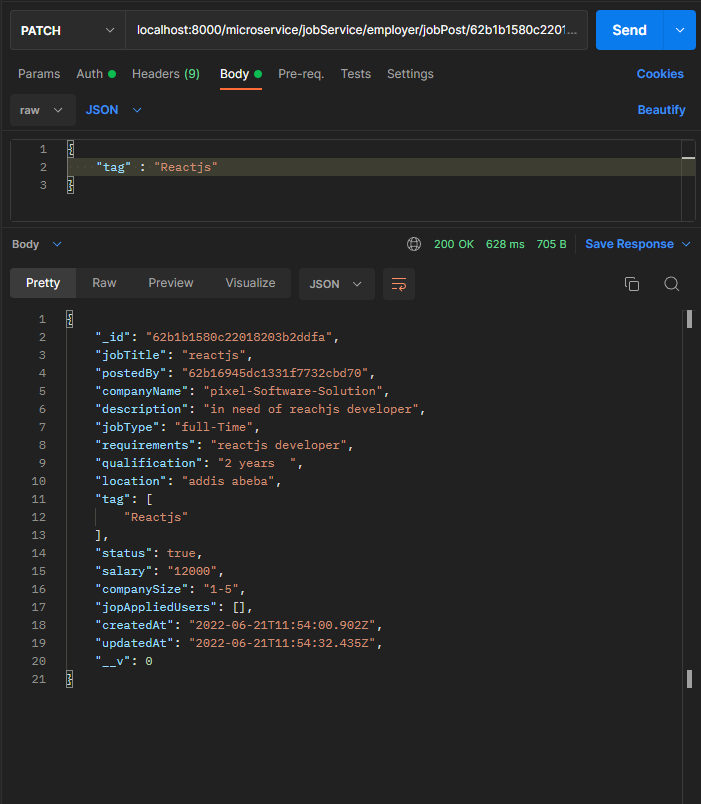 PATCH localhost:8000/microservice/jobService/employer/jobPost/62b1b1580c2201... Send
Params Auth Headers (9) Body Pre-req. Tests Settings Cookies
raw JSON Beautify
1 {
2 "tag" : "Reactjs"
3 }
Body 200 OK 628 ms 705 B Save Response
Pretty Raw Preview Visualize JSON
1 {
2 "_id": "62b1b1580c22018203b2ddfa",
3 "jobTitle": "reactjs",
4 "postedBy": "62b16945dc1331f7732cbd70",
5 "companyName": "pixel-Software-Solution",
6 "description": "in need of reachjs developer",
7 "jobType": "full-Time",
8 "requirements": "reactjs developer",
9 "qualification": "2 years  ",
10 "location": "addis abeba",
11 "tag": [
12 "Reactjs"
13 ],
14 "status": true,
15 "salary": "12000",
16 "companySize": "1-5",
17 "jopAppliedUsers": [],
18 "createdAt": "2022-06-21T11:54:00.902Z",
19 "updatedAt": "2022-06-21T11:54:32.435Z",
20 "__v": 0
21 }